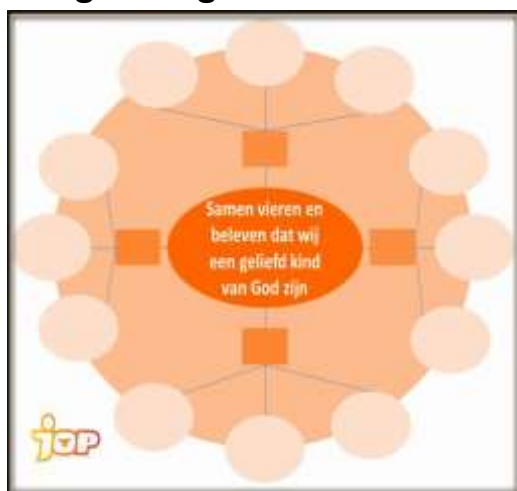 Samen vieren en
beleven dat wij
een geliefd kind
van God zijn
jOP